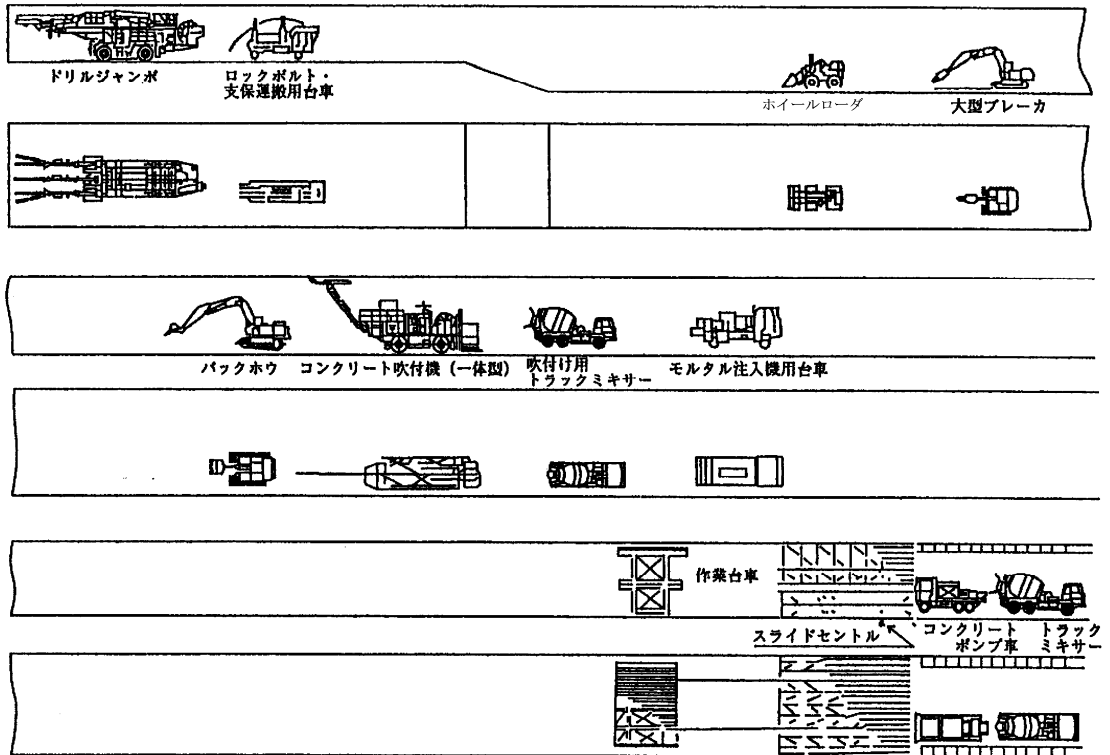 ドリルジャンボ
ロックボルト・
支保運搬用台車
ホイールローダ
大型ブレーカ
バックホウ
コンクリート吹付機（一体型）
吹付け用
トラックミキサー
モルタル注入機用台車
作業台車
スライドセントル
コンクリート
ポンプ車
トラック
ミキサー